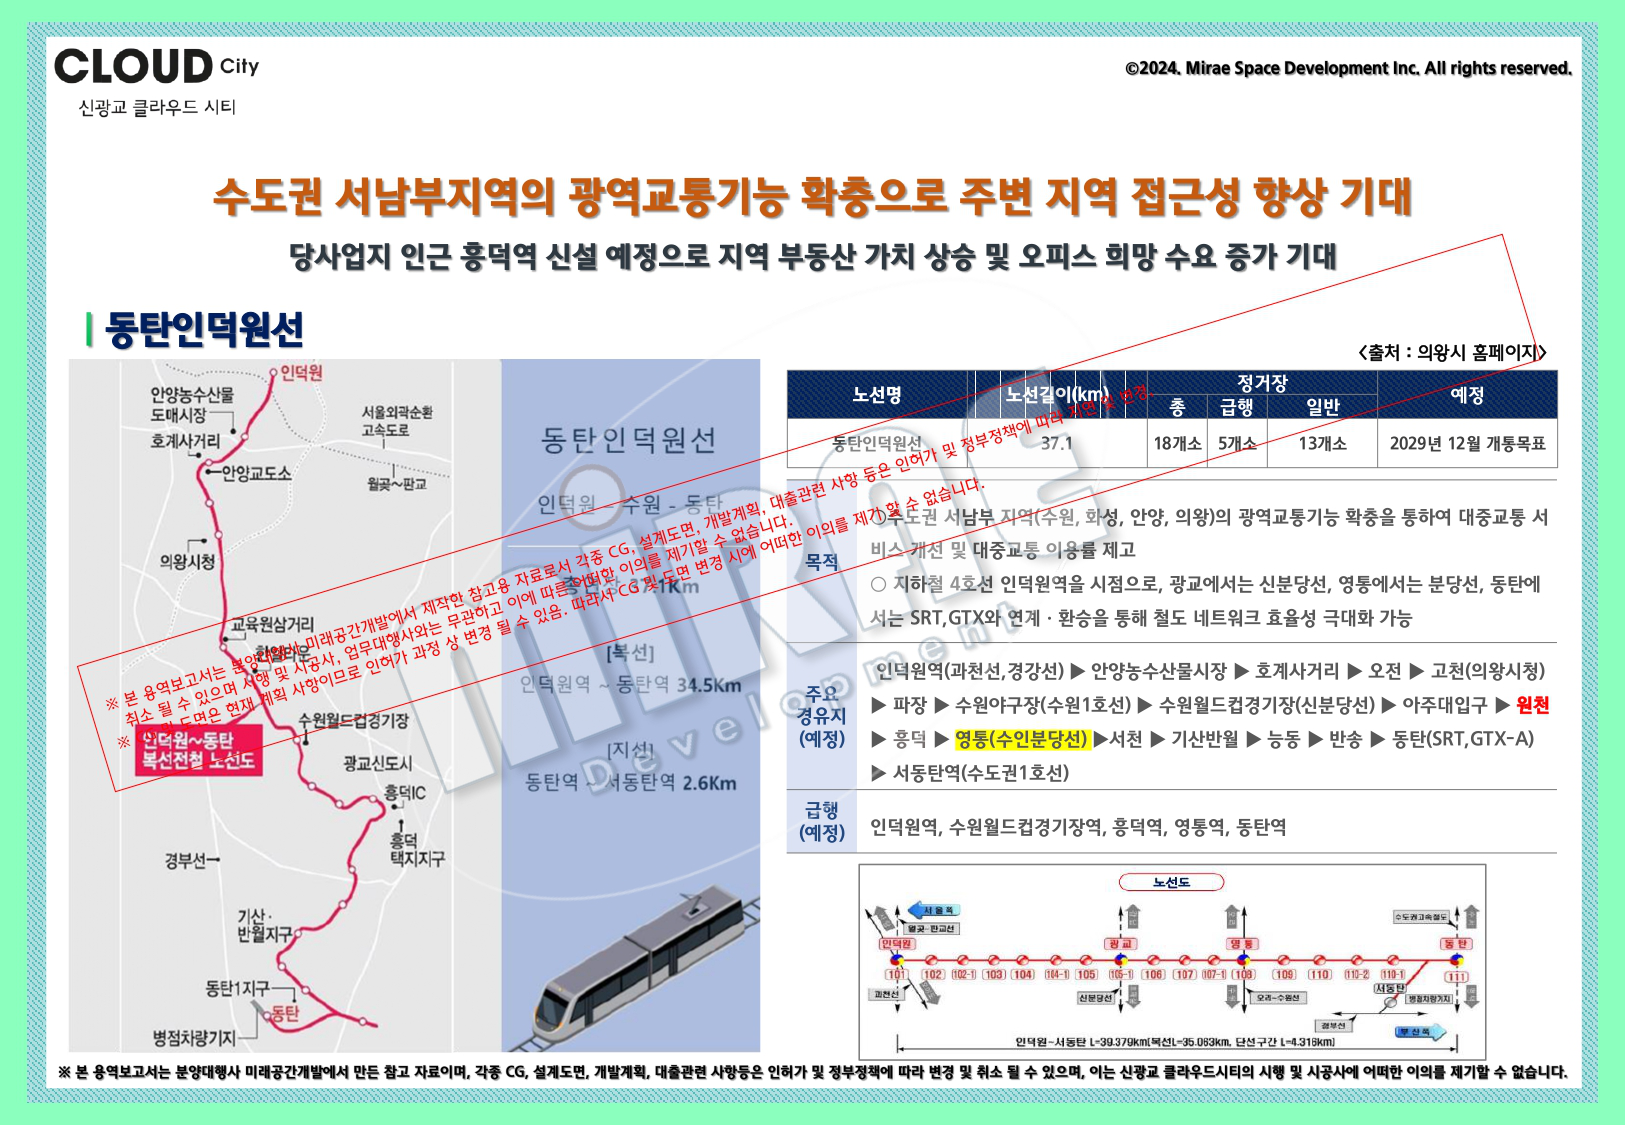 CLOUD City
신광교 클라우드 시티
©2024. Mirae Space Development Inc. All rights reserved.
수도권 서남부지역의 광역교통기능 확충으로 주변 지역 접근성 향상 기대
당사업지 인근 흥덕역 신설 예정으로 지역 부동산 가치 상승 및 오피스 희망 수요 증가 기대
동탄인덕원선
<출처 : 의왕시 홈페이지>
인덕원
안양농수산물
도매시장
호계사거리
안양교도소
서울외곽순환
고속도로
월곶~판교
의왕시청
교육원삼거리
한일타운
수원월드컵경기장
인덕원~동탄
복선전철 노선도
광교신도시
흥덕IC
흥덕
택지지구
경부선
기산·
반월지구
동탄1지구
동탄
병점차량기지
동탄인덕원선
인덕원 - 수원 - 동탄
총연장 37.1Km
[복선]
인덕원역 ~ 동탄역 34.5Km
[지선]
동탄역 ~ 서동탄역 2.6Km
노선명 노선길이(km) 정거장 예정
총 급행 일반
동탄인덕원선 37.1 18개소 5개소 13개소 2029년 12월 개통목표
목적
○수도권 서남부 지역(수원, 화성, 안양, 의왕)의 광역교통기능 확충을 통하여 대중교통 서
비스 개선 및 대중교통 이용률 제고
○ 지하철 4호선 인덕원역을 시점으로, 광교에서는 신분당선, 영통에서는 분당선, 동탄에
서는 SRT,GTX와 연계 · 환승을 통해 철도 네트워크 효율성 극대화 가능
주요
경유지
(예정)
인덕원역(과천선,경강선) ▶ 안양농수산물시장 ▶ 호계사거리 ▶ 오전 ▶ 고천(의왕시청)
▶ 파장 ▶ 수원야구장(수원1호선) ▶ 수원월드컵경기장(신분당선) ▶ 아주대입구 ▶ 원천
▶ 흥덕 ▶ 영통(수인분당선) ▶서천 ▶ 기산반월 ▶ 능동 ▶ 반송 ▶ 동탄(SRT,GTX-A)
▶ 서동탄역(수도권1호선)
급행
(예정)
인덕원역, 수원월드컵경기장역, 흥덕역, 영통역, 동탄역
노선도
서울쪽
월곶~판교선
수도권고속철도
인덕원 광교 영통 동탄
101 102 102-1 103 104 104-1 105 105-1 106 107 107-1 108 109 110 110-2 110-1 111
과천선
신분당선
오리~수원선
서동탄
병점차량기지
경부선
부산쪽
인덕원~서동탄 L=39.379km(복선L=35.063km, 단선구간 L=4.316km)
MIRAE
Development
※ 본 용역보고서는 분양대행사 미래공간개발에서 제작한 참고용 자료로서 각종 CG, 설계도면, 개발계획, 대출관련 사항 등은 인허가 및 정부정책에 따라 지연 및 변경,
취소 될 수 있으며 시행 및 시공사, 업무대행사와는 무관하고 이에 따른 어떠한 이의를 제기할 수 없습니다.
도면은 현재 계획 사항이므로 인허가 과정 상 변경 될 수 있음. 따라서 CG 및 도면 변경 시에 어떠한 이의를 제기 할 수 없습니다.
※ 본 용역보고서는 분양대행사 미래공간개발에서 만든 참고 자료이며, 각종 CG, 설계도면, 개발계획, 대출관련 사항등은 인허가 및 정부정책에 따라 변경 및 취소 될 수 있으며, 이는 신광교 클라우드시티의 시행 및 시공사에 어떠한 이의를 제기할 수 없습니다.